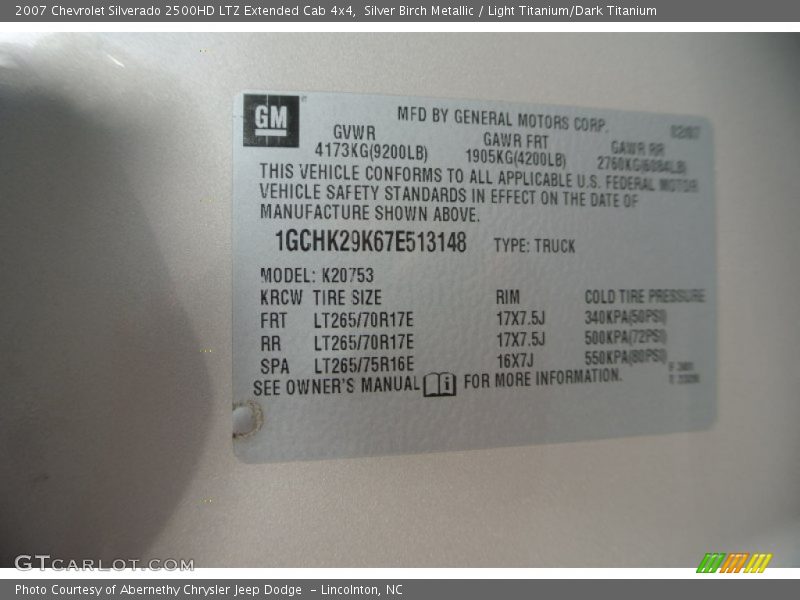 2007 Chevrolet Silverado 2500HD LTZ Extended Cab 4x4, Silver Birch Metallic / Light Titanium/Dark Titanium
GM
MFD BY GENERAL MOTORS CORP. 02/07
GVWR GAWR FRT GAWR RR
4173KG(9200LB) 1905KG(4200LB) 2760KG(6084LB)
THIS VEHICLE CONFORMS TO ALL APPLICABLE U.S. FEDERAL MOTOR
VEHICLE SAFETY STANDARDS IN EFFECT ON THE DATE OF
MANUFACTURE SHOWN ABOVE.
1GCHK29K67E513148 TYPE: TRUCK
MODEL: K20753
KRCW TIRE SIZE RIM COLD TIRE PRESSURE
FRT LT265/70R17E 17X7.5J 340KPA(50PSI)
RR LT265/70R17E 17X7.5J 500KPA(72PSI)
SPA LT265/75R16E 16X7J 550KPA(80PSI)
SEE OWNER'S MANUAL FOR MORE INFORMATION.
GTCARLOT.COM
Photo Courtesy of Abernethy Chrysler Jeep Dodge - Lincolnton, NC